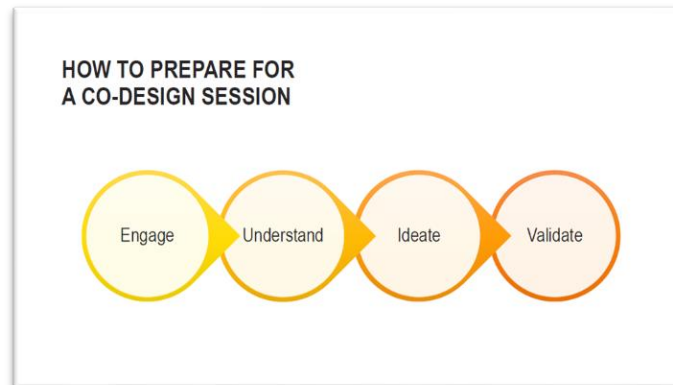 HOW TO PREPARE FOR
A CO-DESIGN SESSION
Engage
Understand
Ideate
Validate